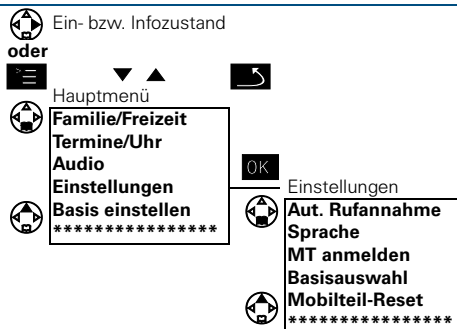 Ein- bzw. Infozustand
oder
Hauptmenü
Familie/Freizeit
Termine/Uhr
Audio
Einstellungen
Basis einstellen
****************
OK
Einstellungen
Aut. Rufannahme
Sprache
MT anmelden
Basisauswahl
Mobilteil-Reset
****************